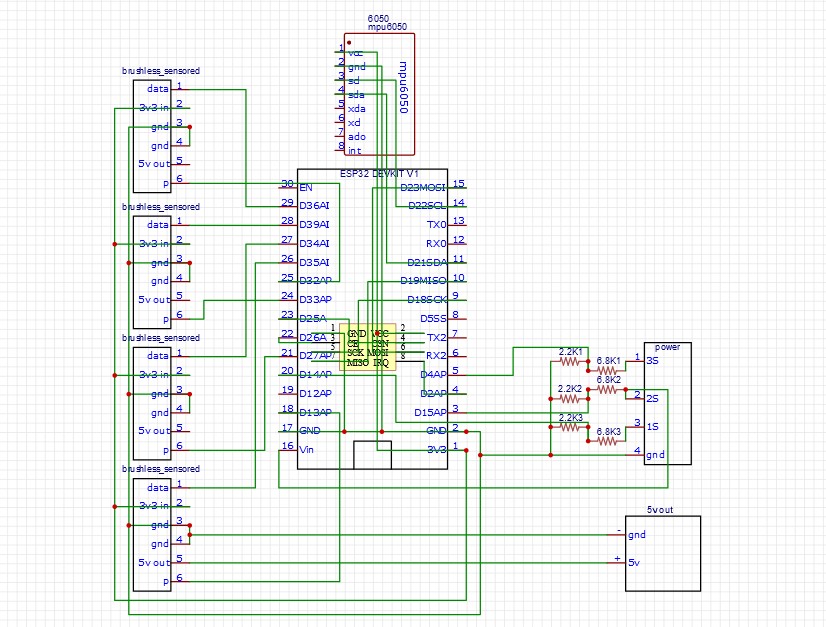 6050
mpu6050
1 vcc
2 gnd
3 sd
4 sda
5 xda
6 xd
7 ado
8 int
mpu6050
brushless_sensored
data 1
3v3 in 2
gnd 3
gnd 4
5v out 5
p 6
brushless_sensored
data 1
3v3 in 2
gnd 3
gnd 4
5v out 5
p 6
brushless_sensored
data 1
3v3 in 2
gnd 3
gnd 4
5v out 5
p 6
brushless_sensored
data 1
3v3 in 2
gnd 3
gnd 4
5v out 5
p 6
ESP32 DEVKIT V1
30 EN D23MOSI 15
29 D36AI D22SCL 14
28 D39AI TX0 13
27 D34AI RX0 12
26 D35AI D21SDA 11
25 D32AP D19MISO 10
24 D33AP D18SCK 9
23 D25A D5SS 8
22 D26A TX2 7
21 D27AP/ RX2 6
20 D14AP D4AP 5
19 D12AP D2AP 4
18 D13AP D15AP 3
17 GND GND 2
16 Vin 3V3 1
1 GND VCC 2
3 CE CSN 4
5 SCK MOSI 6
MISO IRQ 8
2.2K1
6.8K1
2.2K2
6.8K2
2.2K3
6.8K3
power
1 3S
2 2S
3 1S
4 gnd
5v out
- gnd
+ 5v